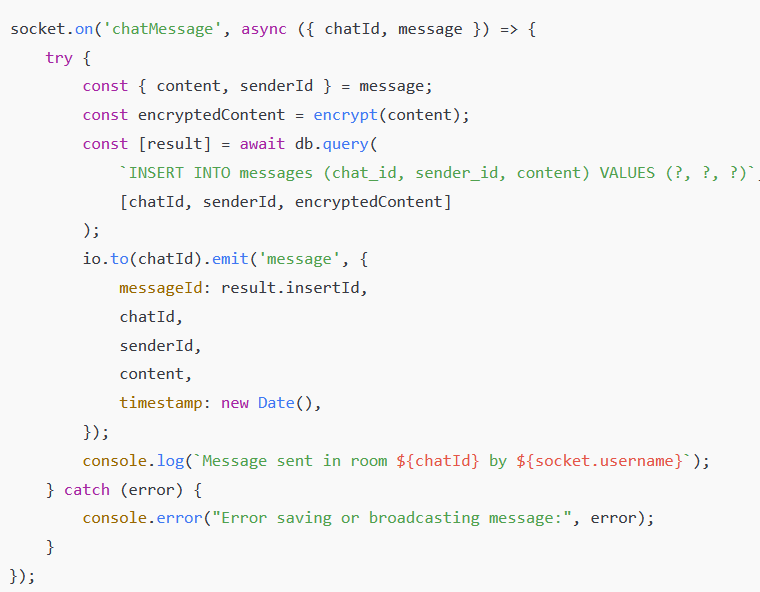 socket.on('chatMessage', async ({ chatId, message }) => {
    try {
        const { content, senderId } = message;
        const encryptedContent = encrypt(content);
        const [result] = await db.query(
            `INSERT INTO messages (chat_id, sender_id, content) VALUES (?, ?, ?)`,
            [chatId, senderId, encryptedContent]
        );
        io.to(chatId).emit('message', {
            messageId: result.insertId,
            chatId,
            senderId,
            content,
            timestamp: new Date(),
        });
        console.log(`Message sent in room ${chatId} by ${socket.username}`);
    } catch (error) {
        console.error("Error saving or broadcasting message:", error);
    }
});